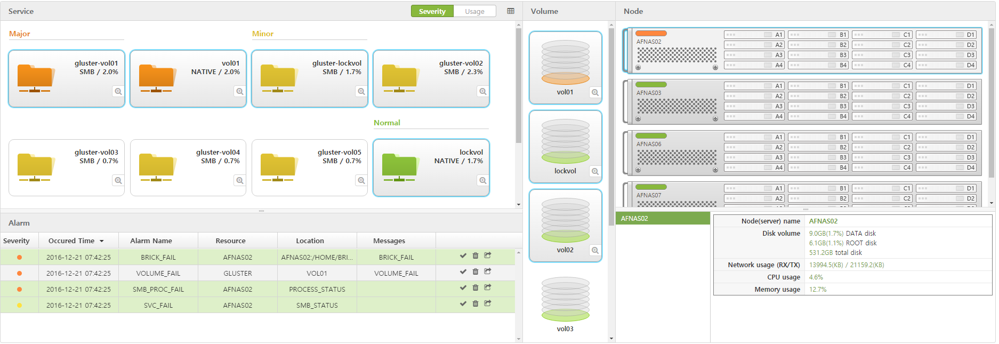 Service
Severity
Usage
Major
Minor
gluster-vol01
SMB / 2.0%
vol01
NATIVE / 2.0%
gluster-lockvol
SMB / 1.7%
gluster-vol02
SMB / 2.3%
Normal
gluster-vol03
SMB / 0.7%
gluster-vol04
SMB / 0.7%
gluster-vol05
SMB / 0.7%
lockvol
NATIVE / 1.7%
Alarm
Severity Occured Time Alarm Name Resource Location Messages
2016-12-21 07:42:25 BRICK_FAIL AFNAS02 AFNAS02:/HOME/BRI... BRICK_FAIL
2016-12-21 07:42:25 VOLUME_FAIL GLUSTER VOL01 VOLUME_FAIL
2016-12-21 07:42:25 SMB_PROC_FAIL AFNAS02 PROCESS_STATUS
2016-12-21 07:42:25 SVC_FAIL AFNAS02 SMB_STATUS
Volume
vol01
lockvol
vol02
vol03
Node
AFNAS02
A1 B1 C1 D1
A2 B2 C2 D2
A3 B3 C3 D3
A4 B4 C4 D4
AFNAS03
A1 B1 C1 D1
A2 B2 C2 D2
A3 B3 C3 D3
A4 B4 C4 D4
AFNAS06
A1 B1 C1 D1
A2 B2 C2 D2
A3 B3 C3 D3
A4 B4 C4 D4
AFNAS07
A1 B1 C1 D1
A2 B2 C2 D2
AFNAS02
Node(server) name AFNAS02
Disk volume 9.0GB(1.7%) DATA disk
6.1GB(1.1%) ROOT disk
531.2GB total disk
Network usage (RX/TX) 13994.5(KB) / 21159.2(KB)
CPU usage 4.6%
Memory usage 12.7%